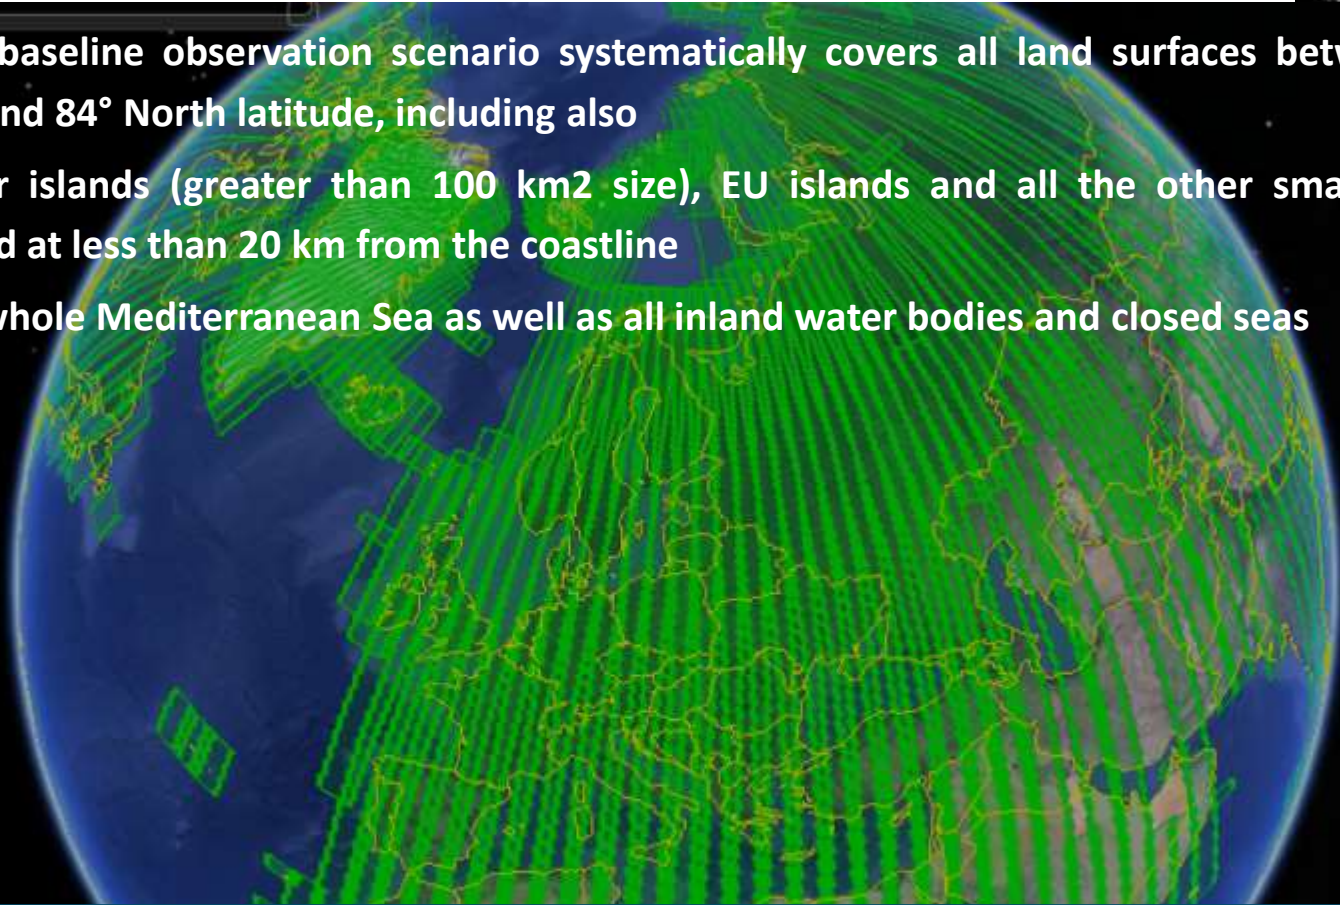 baseline observation scenario systematically covers all land surfaces
nd 84° North latitude, including also
r islands (greater than 100 km2 size), EU islands and all the other
d at less than 20 km from the coastline
whole Mediterranean Sea as well as all inland water bodies and closed seas